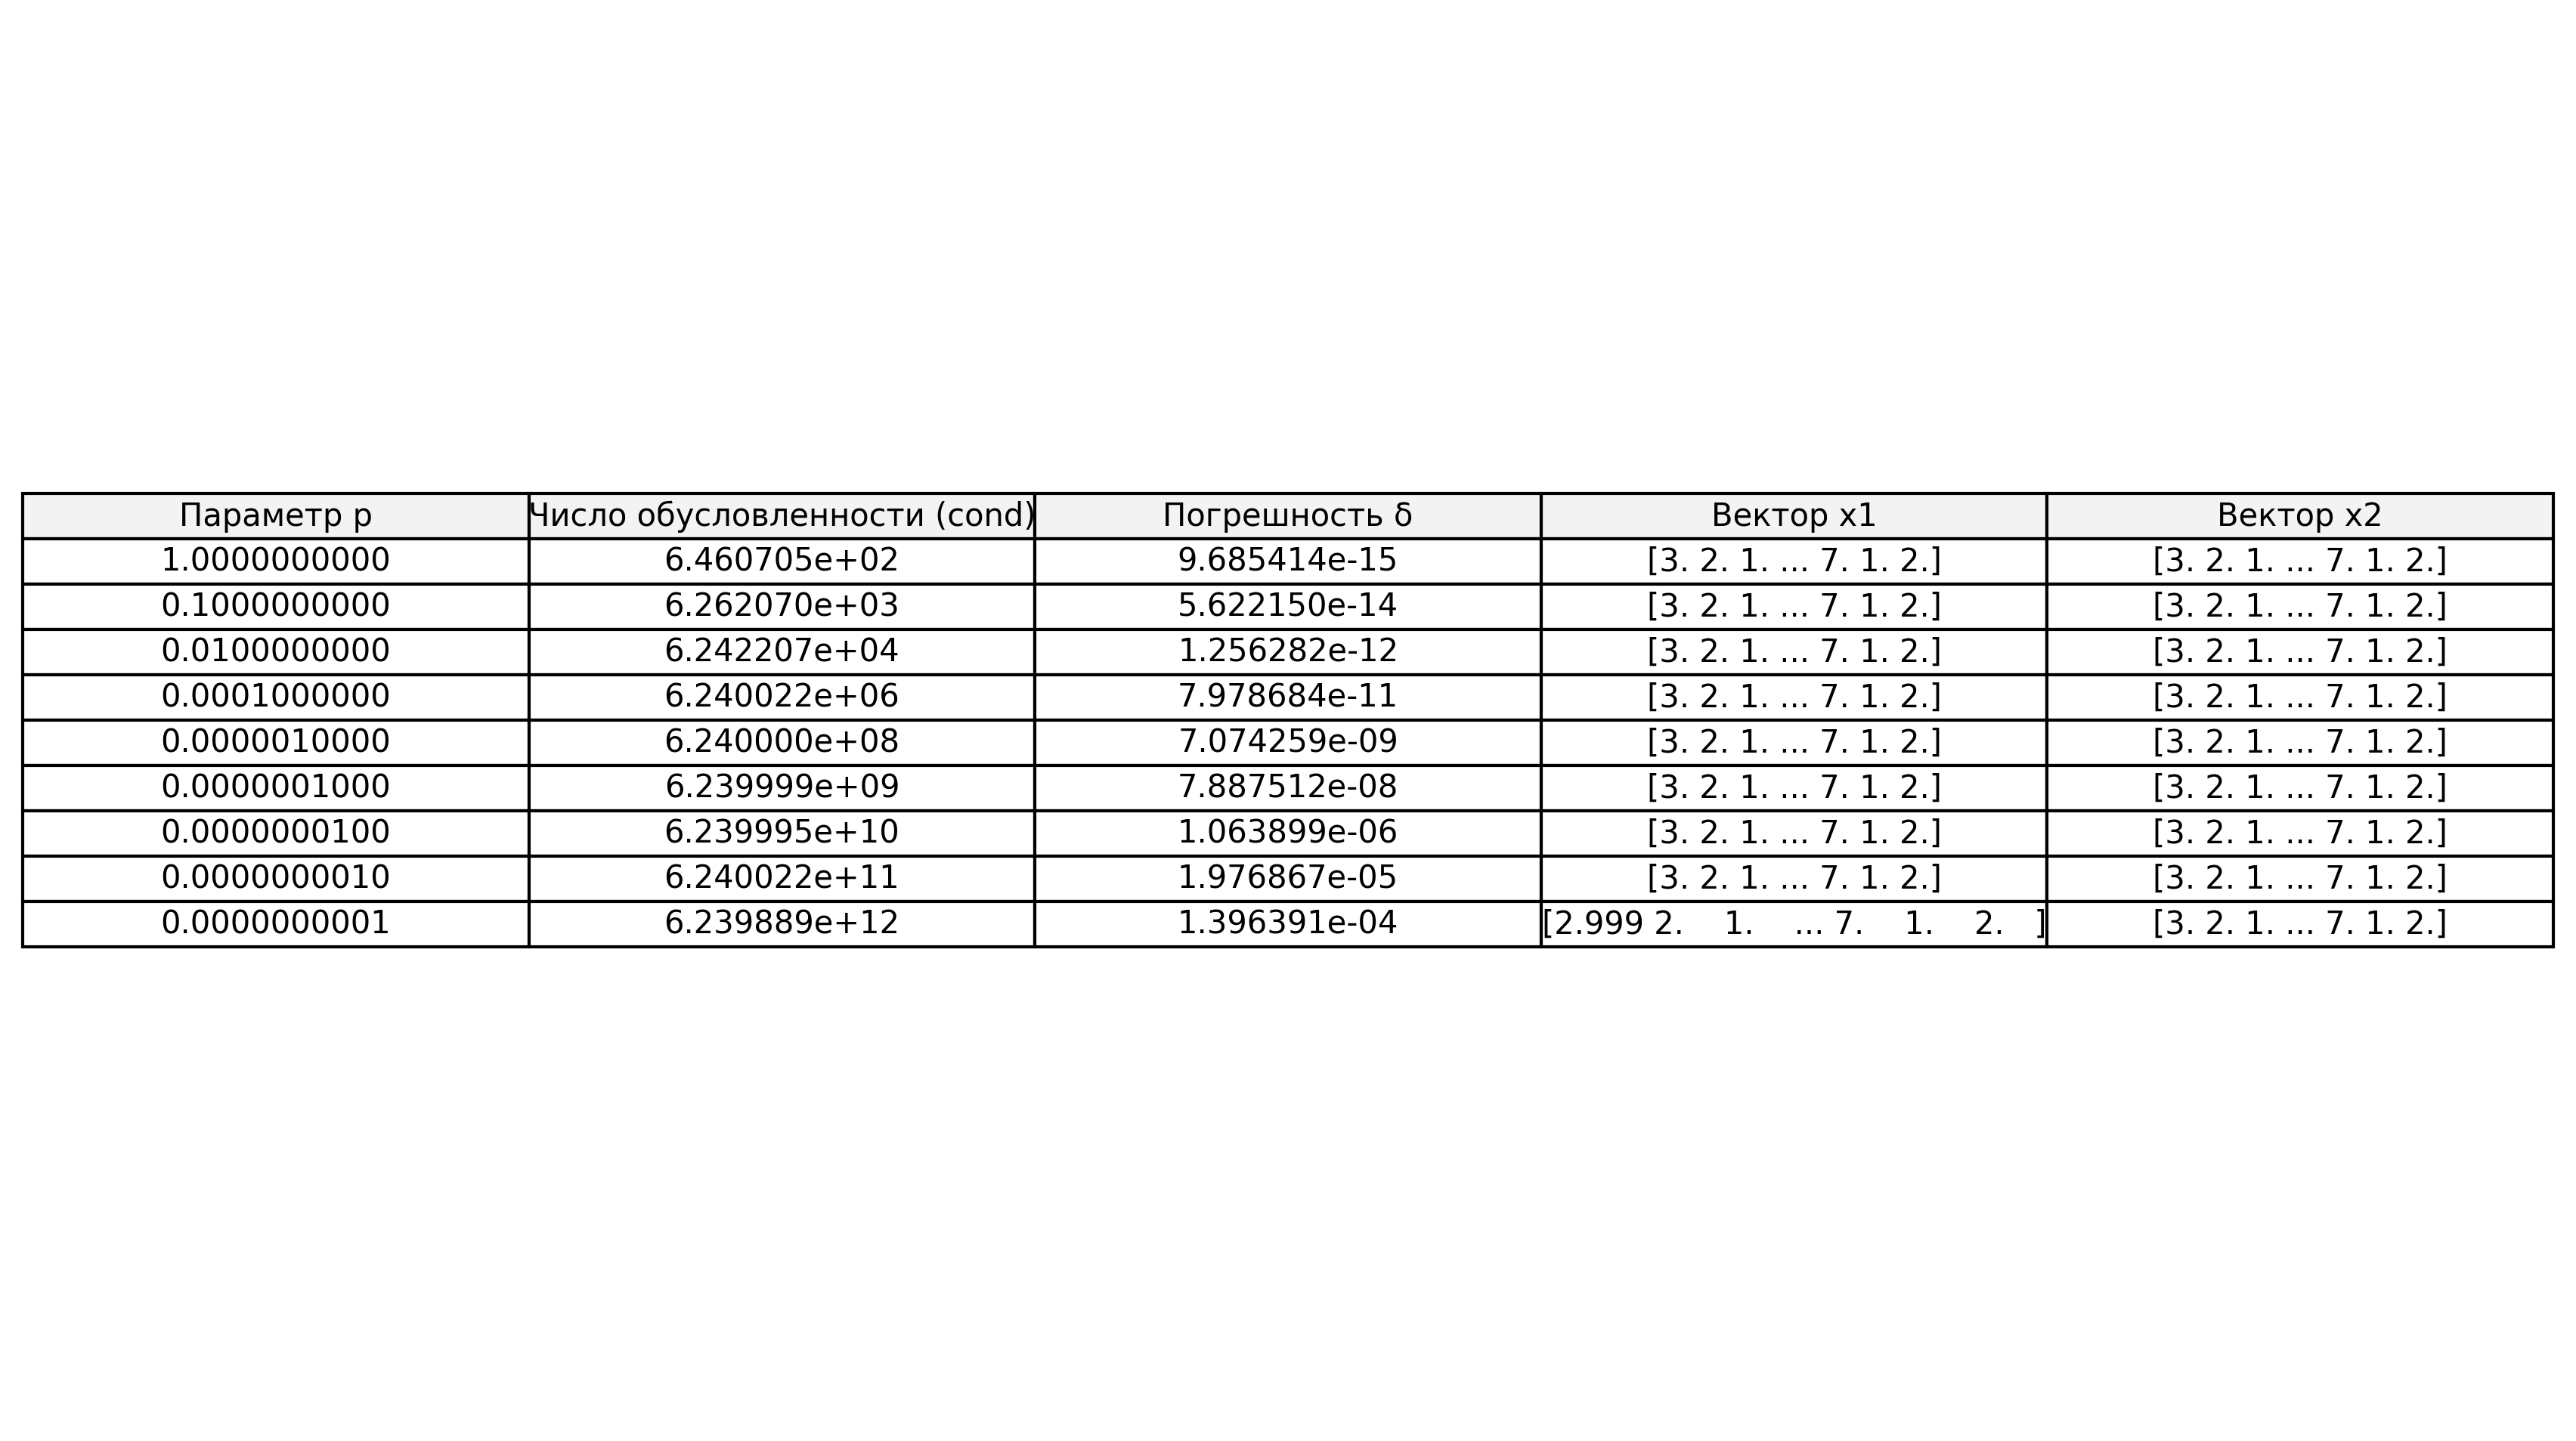 Параметр p Число обусловленности (cond) Погрешность δ Вектор x1 Вектор x2
1.0000000000 6.460705e+02 9.685414e-15 [3. 2. 1. ... 7. 1. 2.] [3. 2. 1. ... 7. 1. 2.]
0.1000000000 6.262070e+03 5.622150e-14 [3. 2. 1. ... 7. 1. 2.] [3. 2. 1. ... 7. 1. 2.]
0.0100000000 6.242207e+04 1.256282e-12 [3. 2. 1. ... 7. 1. 2.] [3. 2. 1. ... 7. 1. 2.]
0.0001000000 6.240022e+06 7.978684e-11 [3. 2. 1. ... 7. 1. 2.] [3. 2. 1. ... 7. 1. 2.]
0.0000010000 6.240000e+08 7.074259e-09 [3. 2. 1. ... 7. 1. 2.] [3. 2. 1. ... 7. 1. 2.]
0.0000001000 6.239999e+09 7.887512e-08 [3. 2. 1. ... 7. 1. 2.] [3. 2. 1. ... 7. 1. 2.]
0.0000000100 6.239995e+10 1.063899e-06 [3. 2. 1. ... 7. 1. 2.] [3. 2. 1. ... 7. 1. 2.]
0.0000000010 6.240022e+11 1.976867e-05 [3. 2. 1. ... 7. 1. 2.] [3. 2. 1. ... 7. 1. 2.]
0.0000000001 6.239889e+12 1.396391e-04 [2.999 2. 1. ... 7. 1. 2. ] [3. 2. 1. ... 7. 1. 2.]